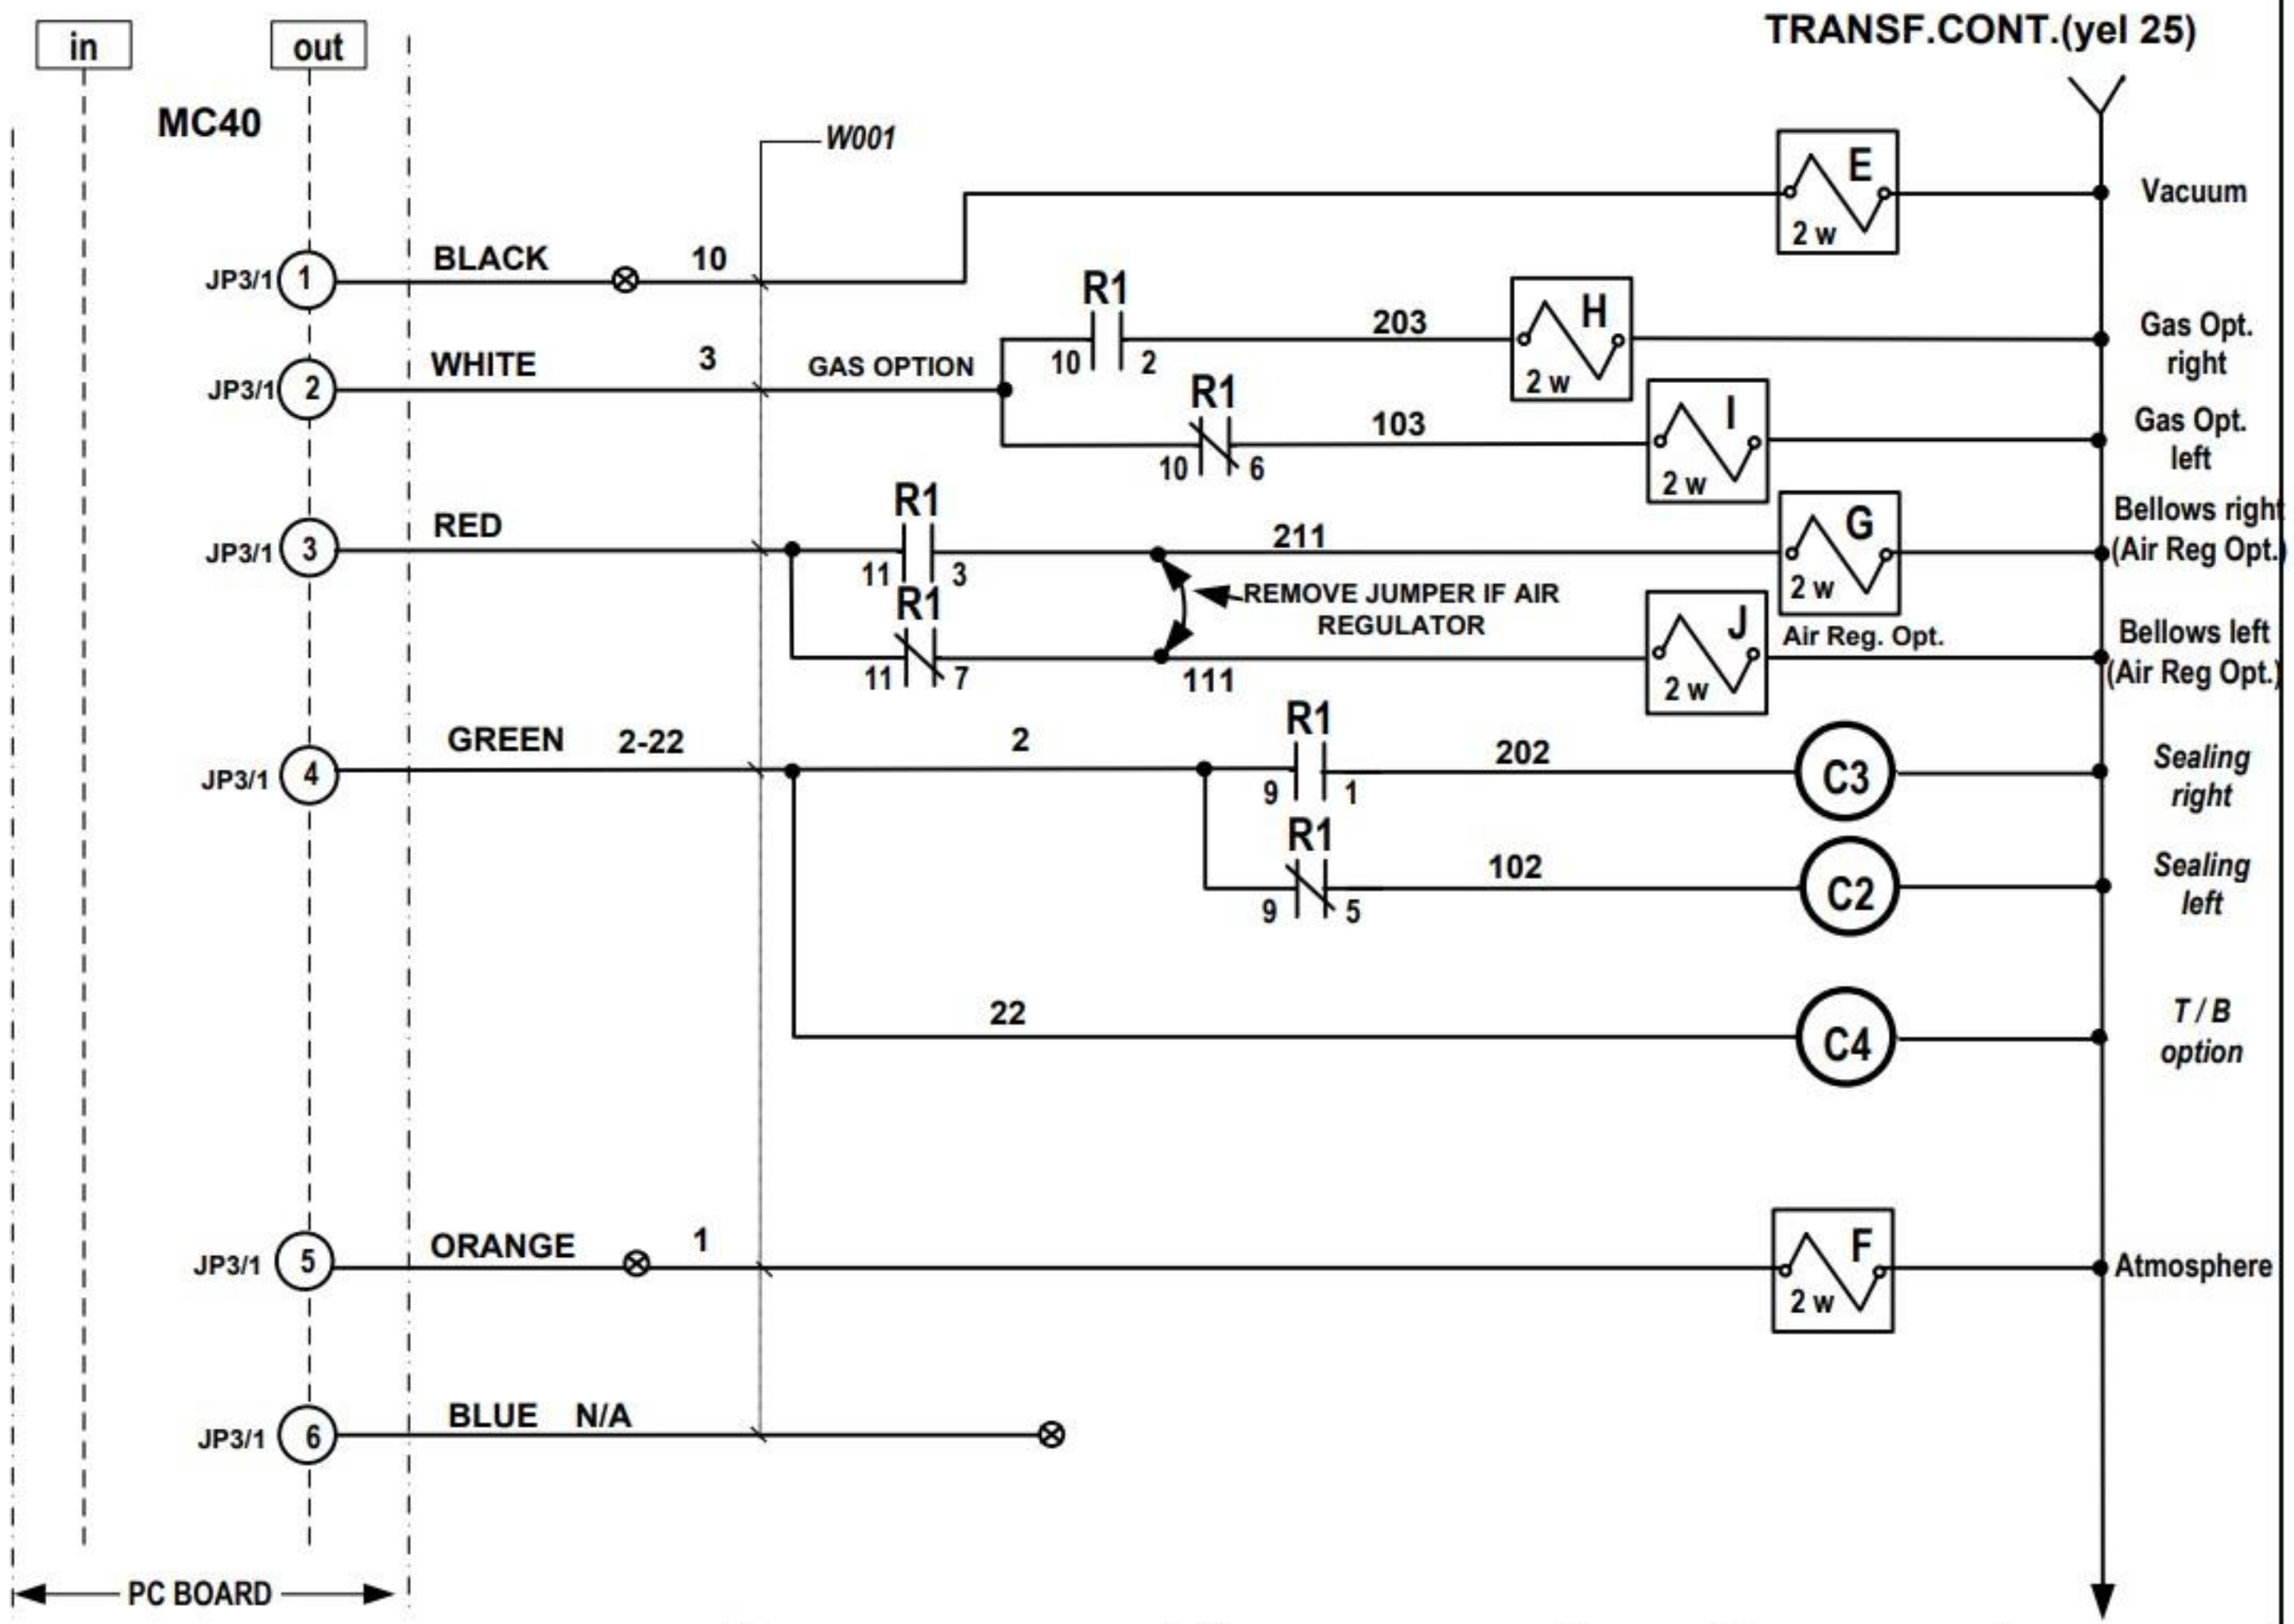 TRANSF.CONT.(yel 25)
in
out
MC40
W001
E
2 w
Vacuum
JP3/1
1
BLACK
10
R1
10
2
203
H
2 w
Gas Opt.
right
JP3/1
2
WHITE
3
GAS OPTION
R1
10
6
103
I
2 w
Gas Opt.
left
JP3/1
3
RED
R1
11
3
211
G
2 w
Bellows right
(Air Reg Opt.)
REMOVE JUMPER IF AIR
REGULATOR
R1
11
7
111
J
2 w
Air Reg. Opt.
Bellows left
(Air Reg Opt.)
JP3/1
4
GREEN
2-22
2
R1
9
1
202
C3
Sealing
right
R1
9
5
102
C2
Sealing
left
22
C4
T / B
option
JP3/1
5
ORANGE
1
F
2 w
Atmosphere
JP3/1
6
BLUE
N/A
PC BOARD